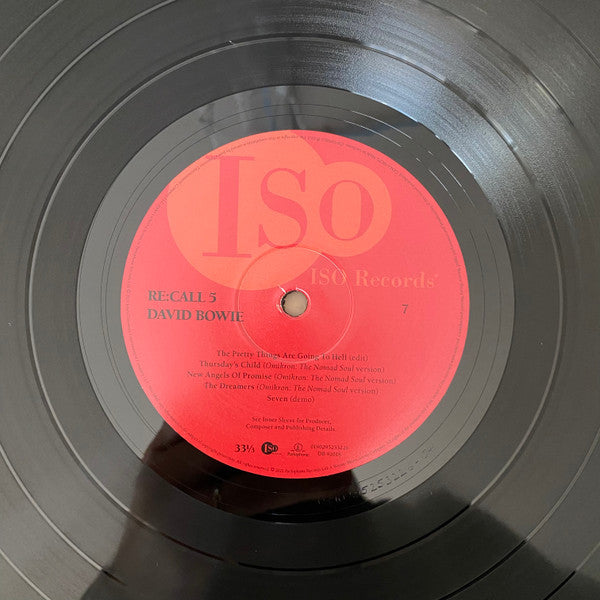 ISO
ISO Records
RE:CALL 5
DAVID BOWIE
7
The Pretty Things Are Going To Hell (edit)
Thursday's Child (Omikron: The Nomad Soul version)
New Angels Of Promise (Omikron: The Nomad Soul version)
The Dreamers (Omikron: The Nomad Soul version)
Seven (demo)
See Inner Sleeve for Producer,
Composer and Publishing Details.
33⅓
ISO
Parlophone